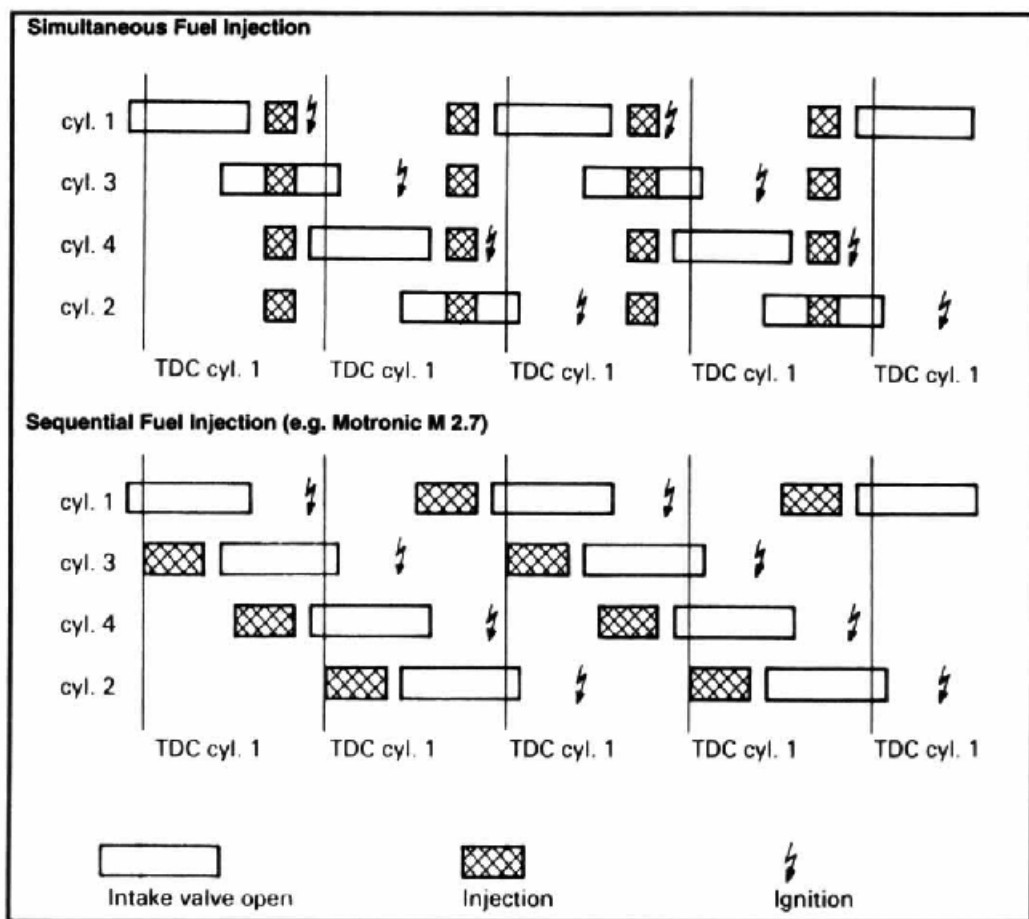 Simultaneous Fuel Injection
cyl. 1
cyl. 3
cyl. 4
cyl. 2
TDC cyl. 1 TDC cyl. 1 TDC cyl. 1 TDC cyl. 1 TDC cyl. 1
Sequential Fuel Injection (e.g. Motronic M 2.7)
cyl. 1
cyl. 3
cyl. 4
cyl. 2
TDC cyl. 1 TDC cyl. 1 TDC cyl. 1 TDC cyl. 1 TDC cyl. 1
Intake valve open Injection Ignition